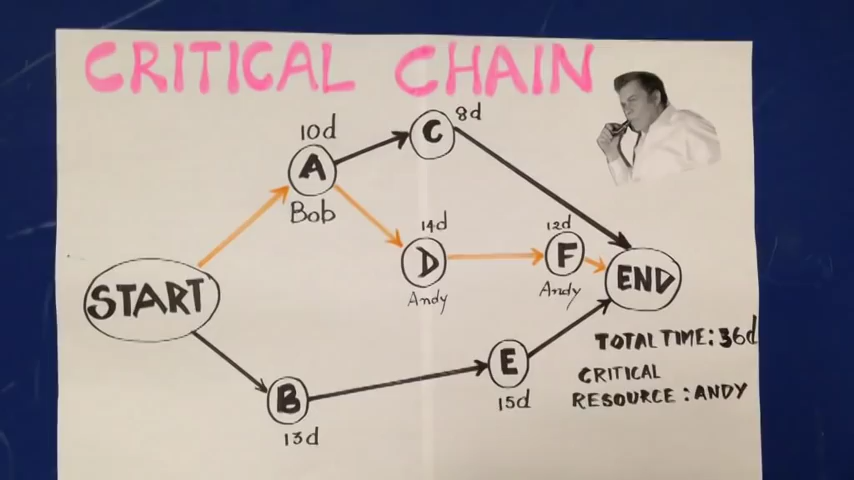 CRITICAL CHAIN
10d
A
Bob
C
8d
14d
D
Andy
12d
F
Andy
START
END
B
13d
E
15d
TOTAL TIME: 36d
CRITICAL
RESOURCE: ANDY